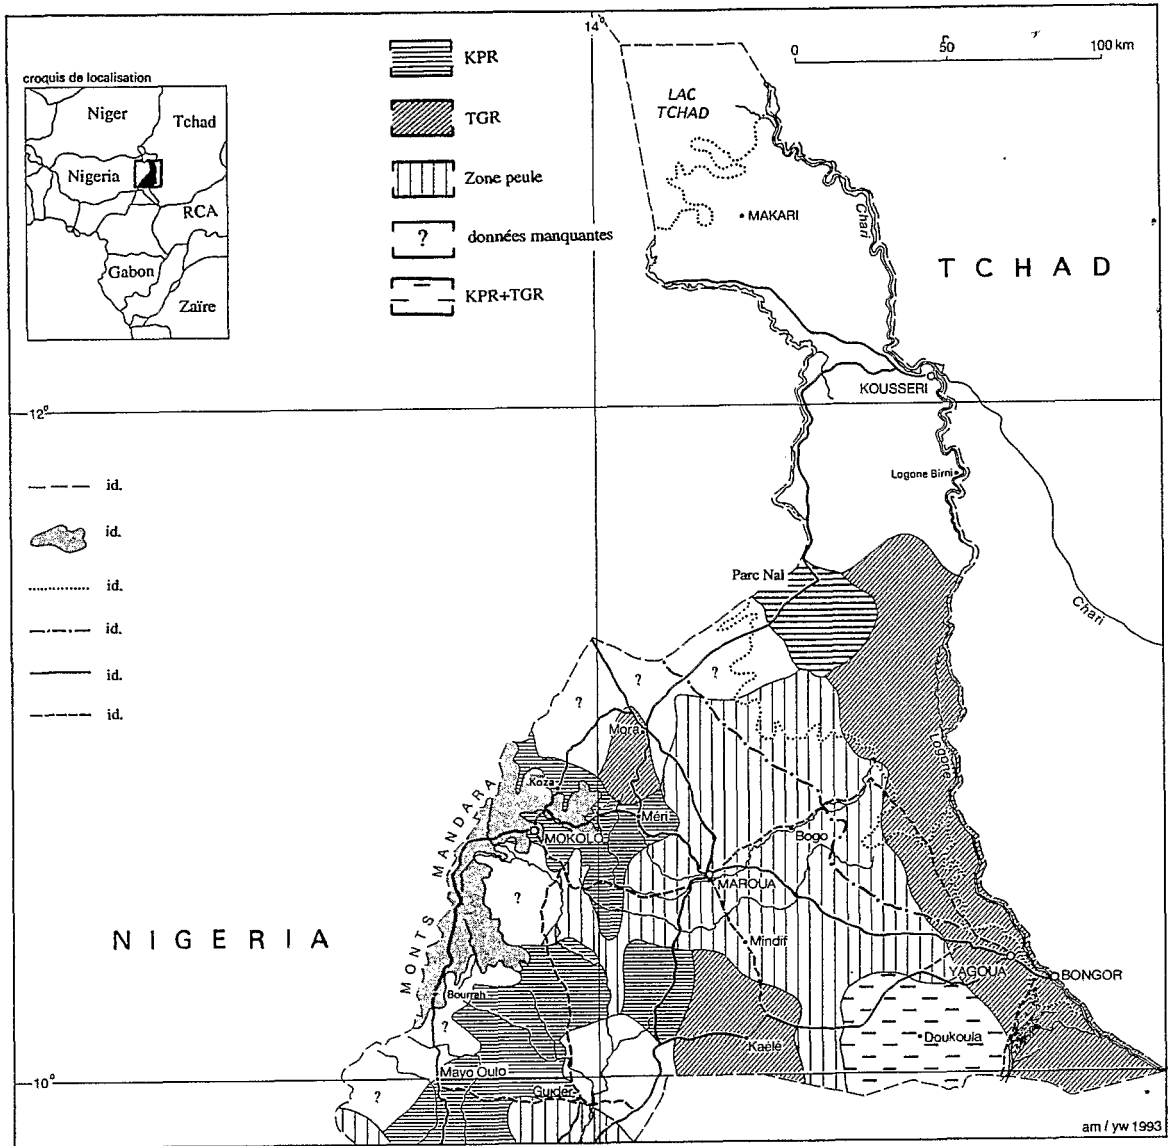 croquis de localisation
Niger
Tchad
Nigeria
RCA
Gabon
Zaïre
KPR
TGR
Zone peule
? données manquantes
KPR+TGR
14°
0 50 100 km
LAC
TCHAD
MAKARI
Chari
TCHAD
KOUSSERI
12°
Logone Birni
Chari
id.
id.
id.
id.
id.
id.
Parc Nal
?
?
?
Mora
Logone
Koza
Méri
MOKOLO
Bogo
MAROUA
?
MONTS MANDARA
NIGERIA
Mindif
YAGOUA
BONGOR
Bourrah
?
Doukoula
Kaélé
Mayo Oulo
10°
Guider
?
am / yw 1993